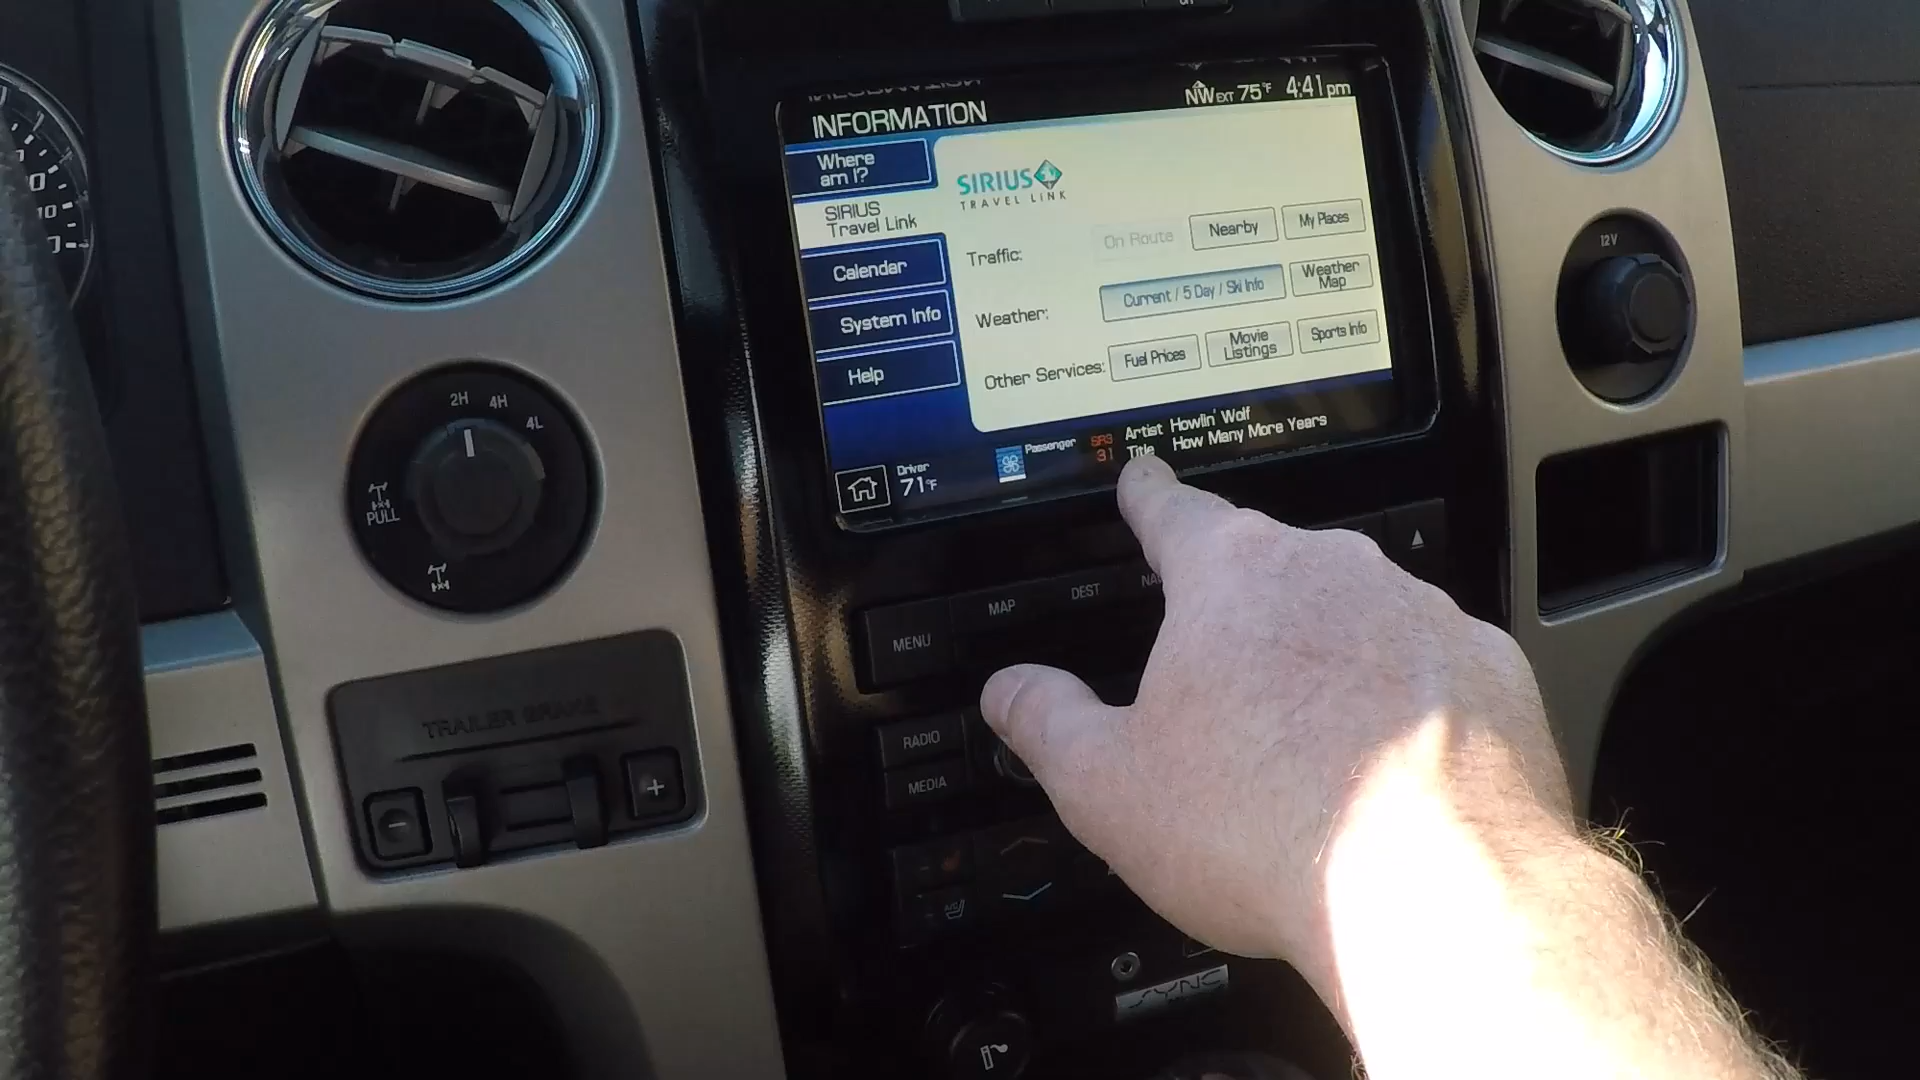 INFORMATION
NW EXT 75°F 4:41 pm
Where
am I?
SIRIUS
Travel Link
Calendar
System Info
Help
SIRIUS
TRAVEL LINK
Traffic:
On Route
Nearby
My Places
Weather:
Current / 5 Day / Ski Info
Weather
Map
Other Services:
Fuel Prices
Movie
Listings
Sports Info
Driver
71°F
Passenger
SR3
31
Artist Howlin' Wolf
Title How Many More Years
2H
4H
4L
PULL
12V
MENU
MAP
DEST
RADIO
MEDIA
TRAILER BRAKE
-
+
SYNC